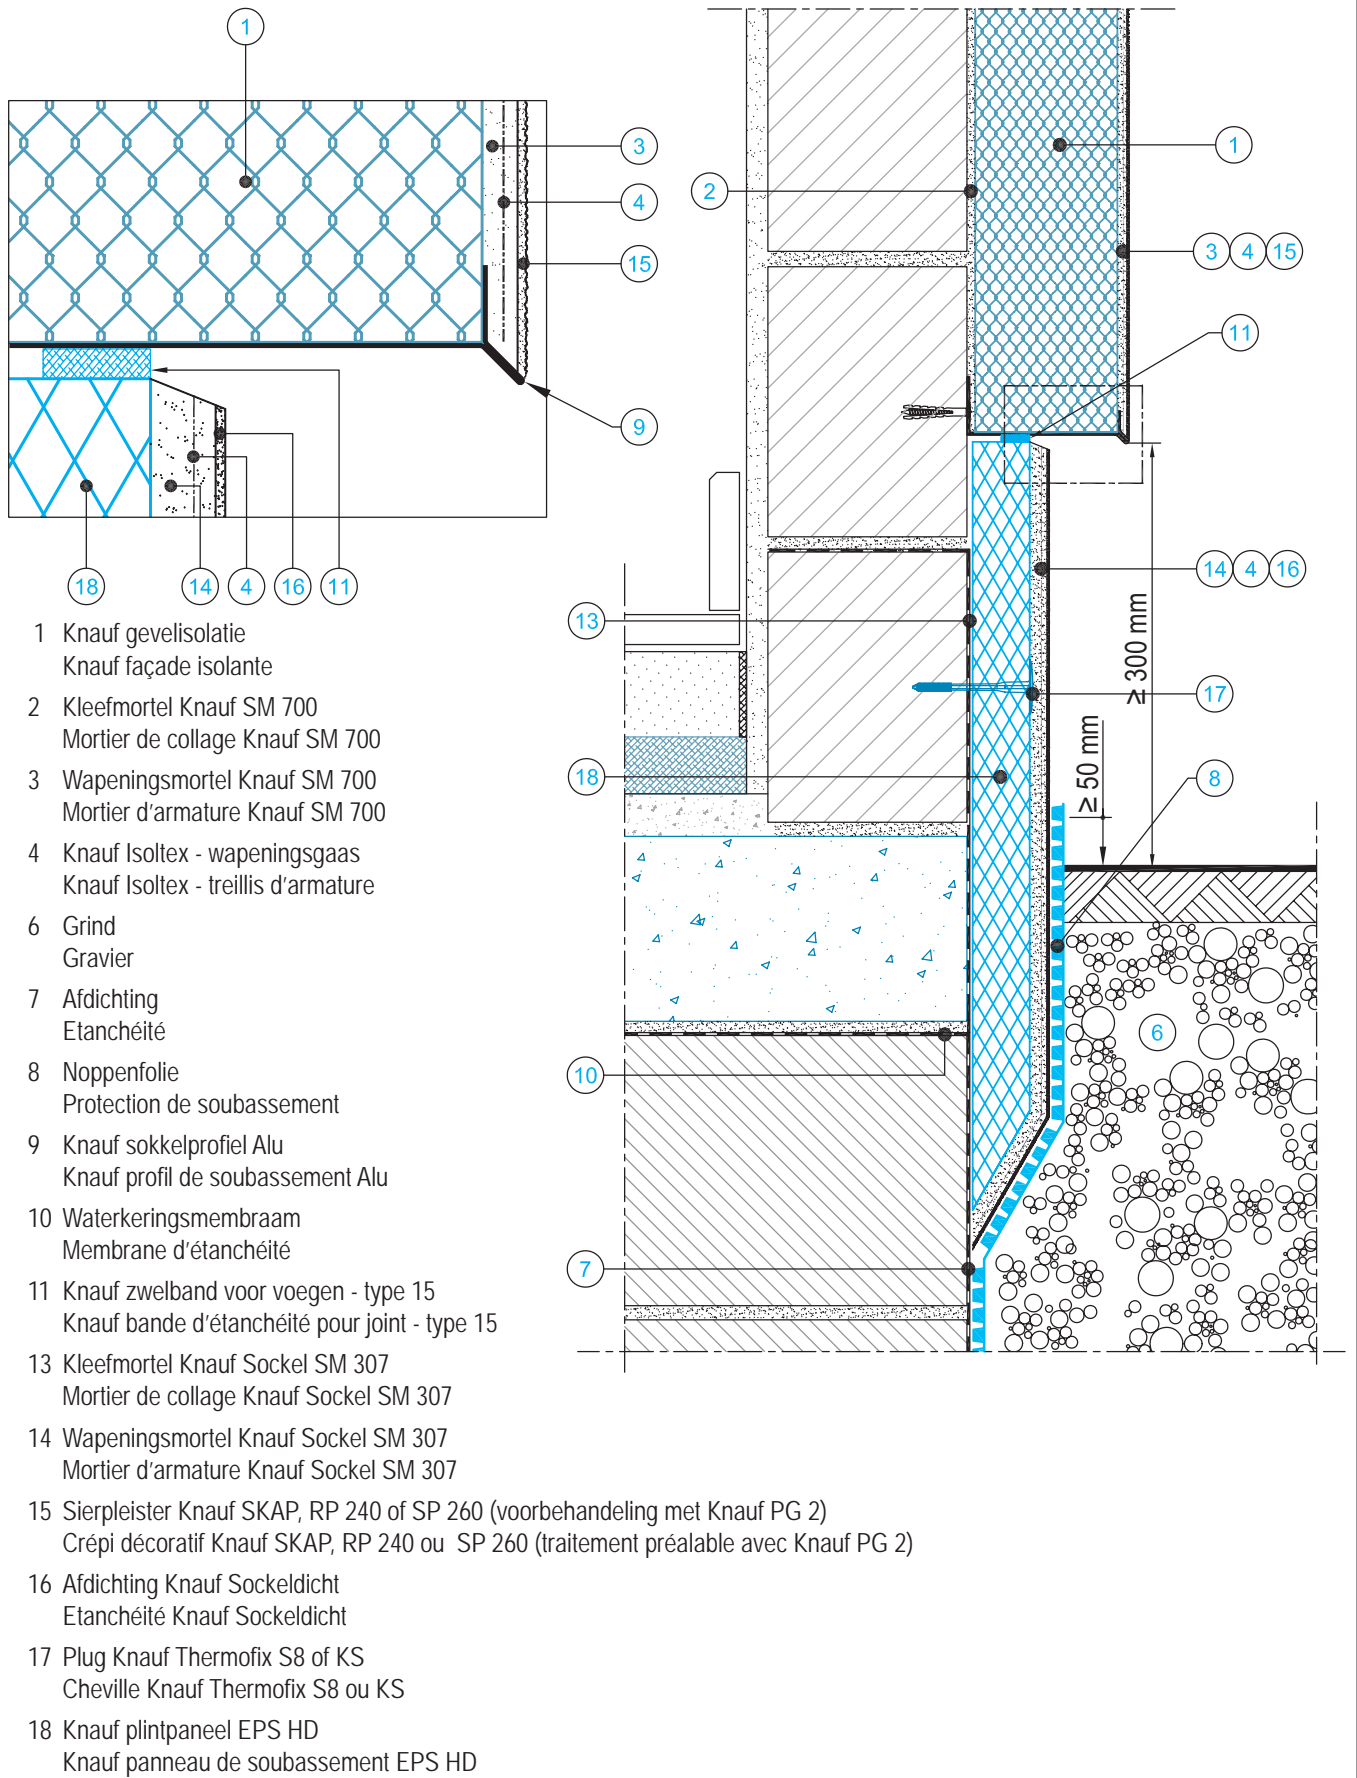 1
3
4
15
9
18
14
4
16
11
1
2
3 4 15
11
14 4 16
13
17
18
8
≥ 300 mm
≥ 50 mm
6
10
7
1 Knauf gevelisolatie
Knauf façade isolante
2 Kleefmortel Knauf SM 700
Mortier de collage Knauf SM 700
3 Wapeningsmortel Knauf SM 700
Mortier d'armature Knauf SM 700
4 Knauf Isoltex - wapeningsgaas
Knauf Isoltex - treillis d'armature
6 Grind
Gravier
7 Afdichting
Etanchéité
8 Noppenfolie
Protection de soubassement
9 Knauf sokkelprofiel Alu
Knauf profil de soubassement Alu
10 Waterkeringsmembraam
Membrane d'étanchéité
11 Knauf zwelband voor voegen - type 15
Knauf bande d'étanchéité pour joint - type 15
13 Kleefmortel Knauf Sockel SM 307
Mortier de collage Knauf Sockel SM 307
14 Wapeningsmortel Knauf Sockel SM 307
Mortier d'armature Knauf Sockel SM 307
15 Sierpleister Knauf SKAP, RP 240 of SP 260 (voorbehandeling met Knauf PG 2)
Crépi décoratif Knauf SKAP, RP 240 ou SP 260 (traitement préalable avec Knauf PG 2)
16 Afdichting Knauf Sockeldicht
Etanchéité Knauf Sockeldicht
17 Plug Knauf Thermofix S8 of KS
Cheville Knauf Thermofix S8 ou KS
18 Knauf plintpaneel EPS HD
Knauf panneau de soubassement EPS HD